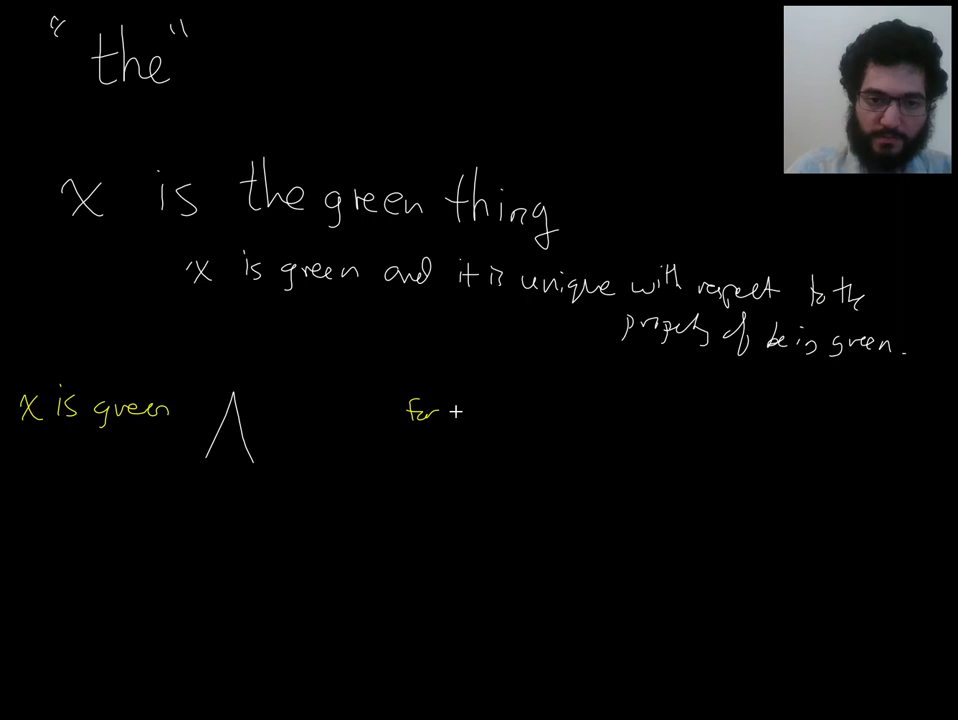 "the"
x is the green thing
x is green and it is unique with respect to the
property of being green.
x is green ∧ for